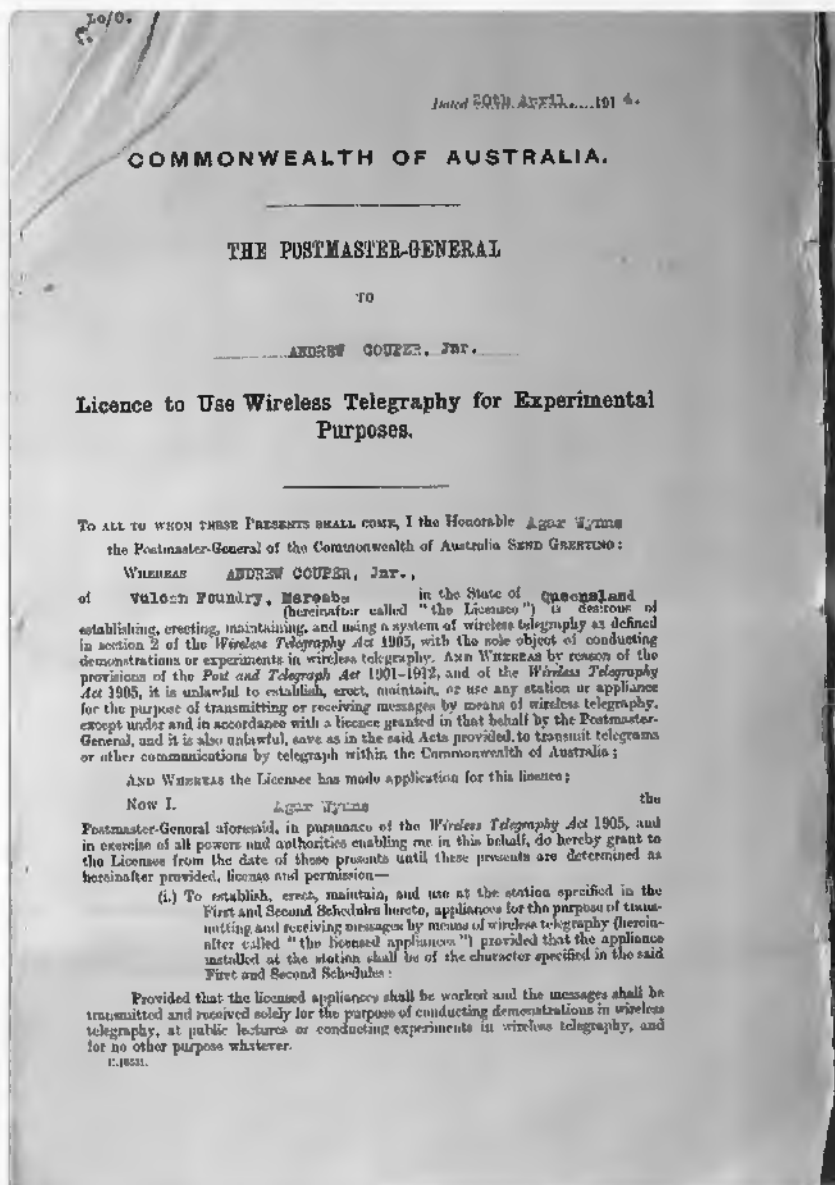 Lo/O.
Dated 20th April.....1914.
COMMONWEALTH OF AUSTRALIA.
THE POSTMASTER-GENERAL
TO
ANDREW COUPER, Jnr.
Licence to Use Wireless Telegraphy for Experimental
Purposes.
TO ALL TO WHOM THESE PRESENTS SHALL COME, I the Honorable Agar Wynne
the Postmaster-General of the Commonwealth of Australia SEND GREETING:
WHEREAS ANDREW COUPER, Jnr.,
of Vulcan Foundry, Mareeba in the State of Queensland
(hereinafter called "the Licensee") is desirous of
establishing, erecting, maintaining, and using a system of wireless telegraphy as defined
in section 2 of the Wireless Telegraphy Act 1905, with the sole object of conducting
demonstrations or experiments in wireless telegraphy. AND WHEREAS by reason of the
provisions of the Post and Telegraph Act 1901-1912, and of the Wireless Telegraphy
Act 1905, it is unlawful to establish, erect, maintain, or use any station or appliance
for the purpose of transmitting or receiving messages by means of wireless telegraphy,
except under and in accordance with a licence granted in that behalf by the Postmaster-
General, and it is also unlawful, save as in the said Acts provided, to transmit telegrams
or other communications by telegraph within the Commonwealth of Australia;
AND WHEREAS the Licensee has made application for this licence;
NOW I. Agar Wynne the
Postmaster-General aforesaid, in pursuance of the Wireless Telegraphy Act 1905, and
in exercise of all powers and authorities enabling me in this behalf, do hereby grant to
the Licensee from the date of these presents until these presents are determined as
hereinafter provided, license and permission—
(i.) To establish, erect, maintain, and use at the station specified in the
First and Second Schedules hereto, appliances for the purpose of trans-
mitting and receiving messages by means of wireless telegraphy (herein-
after called "the licensed appliances") provided that the appliance
installed at the station shall be of the character specified in the said
First and Second Schedules:
Provided that the licensed appliances shall be worked and the messages shall be
transmitted and received solely for the purpose of conducting demonstrations in wireless
telegraphy, at public lectures or conducting experiments in wireless telegraphy, and
for no other purpose whatever.